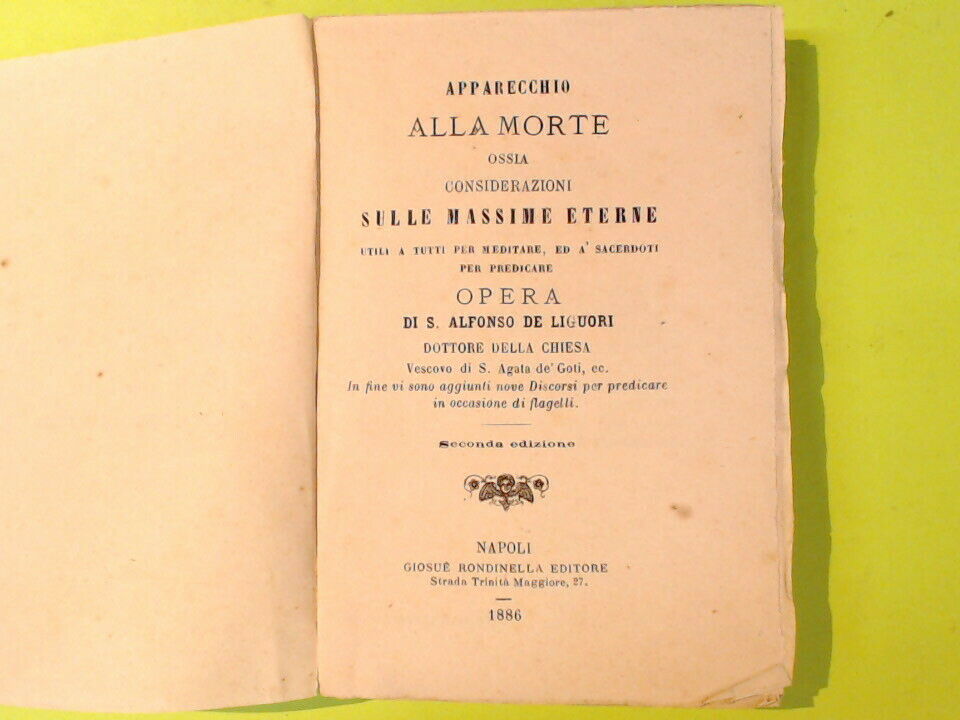 APPARECCHIO
ALLA MORTE
OSSIA
CONSIDERAZIONI
SULLE MASSIME ETERNE
UTILI A TUTTI PER MEDITARE, ED A' SACERDOTI
PER PREDICARE
OPERA
DI S. ALFONSO DE LIGUORI
DOTTORE DELLA CHIESA
Vescovo di S. Agata de' Goti, ec.
In fine vi sono aggiunti nove Discorsi per predicare
in occasione di flagelli.
Seconda edizione
NAPOLI
GIOSUÈ RONDINELLA EDITORE
Strada Trinità Maggiore, 27.
1886